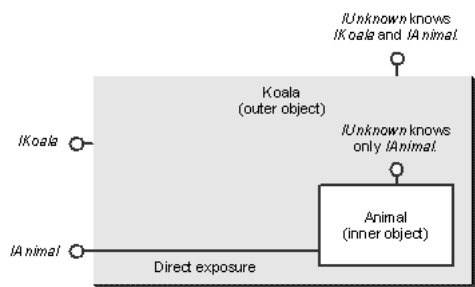 IUnknown knows
IKoala and IAnimal.
Koala
(outer object)
IUnknown knows
only IAnimal.
IKoala
Animal
(inner object)
IAnimal
Direct exposure